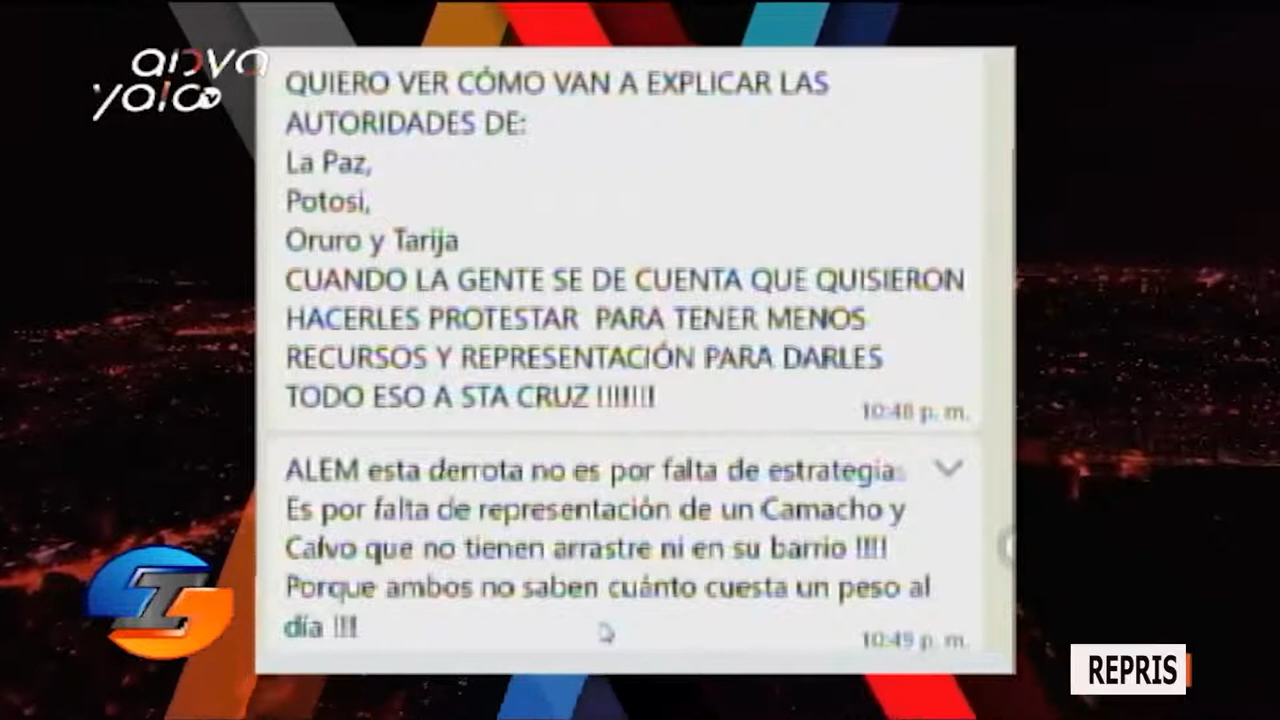 Abya
Yala TV
QUIERO VER CÓMO VAN A EXPLICAR LAS
AUTORIDADES DE:
La Paz,
Potosi,
Oruro y Tarija
CUANDO LA GENTE SE DE CUENTA QUE QUISIERON
HACERLES PROTESTAR PARA TENER MENOS
RECURSOS Y REPRESENTACIÓN PARA DARLES
TODO ESO A STA CRUZ !!!!!!!
10:48 p. m.
ALEM esta derrota no es por falta de estrategia.
Es por falta de representación de un Camacho y
Calvo que no tienen arrastre ni en su barrio !!!!
Porque ambos no saben cuánto cuesta un peso al
día !!!
10:49 p. m.
REPRIS